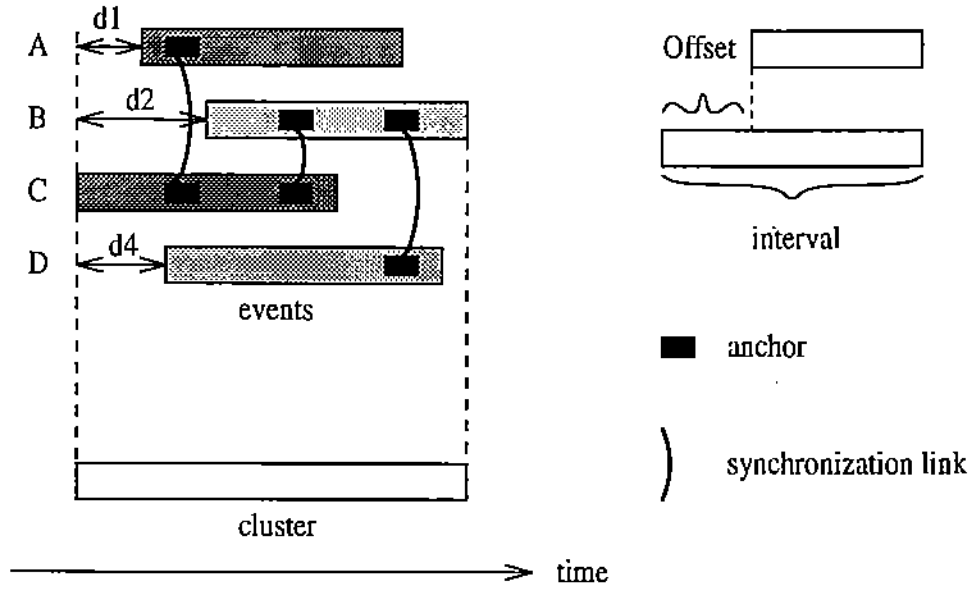 d1
A
Offset
d2
B
C
interval
d4
D
events
anchor
synchronization link
cluster
time